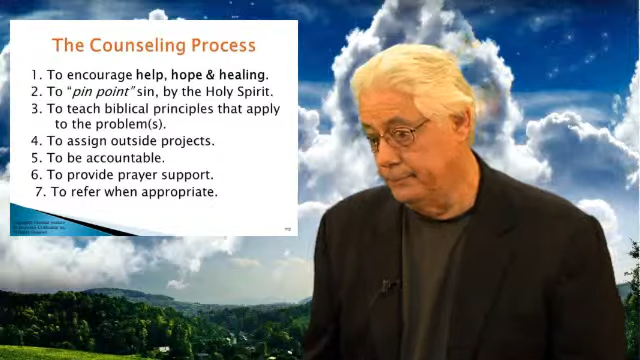 The Counseling Process
1. To encourage help, hope & healing.
2. To "pin point" sin, by the Holy Spirit.
3. To teach biblical principles that apply
to the problem(s).
4. To assign outside projects.
5. To be accountable.
6. To provide prayer support.
7. To refer when appropriate.